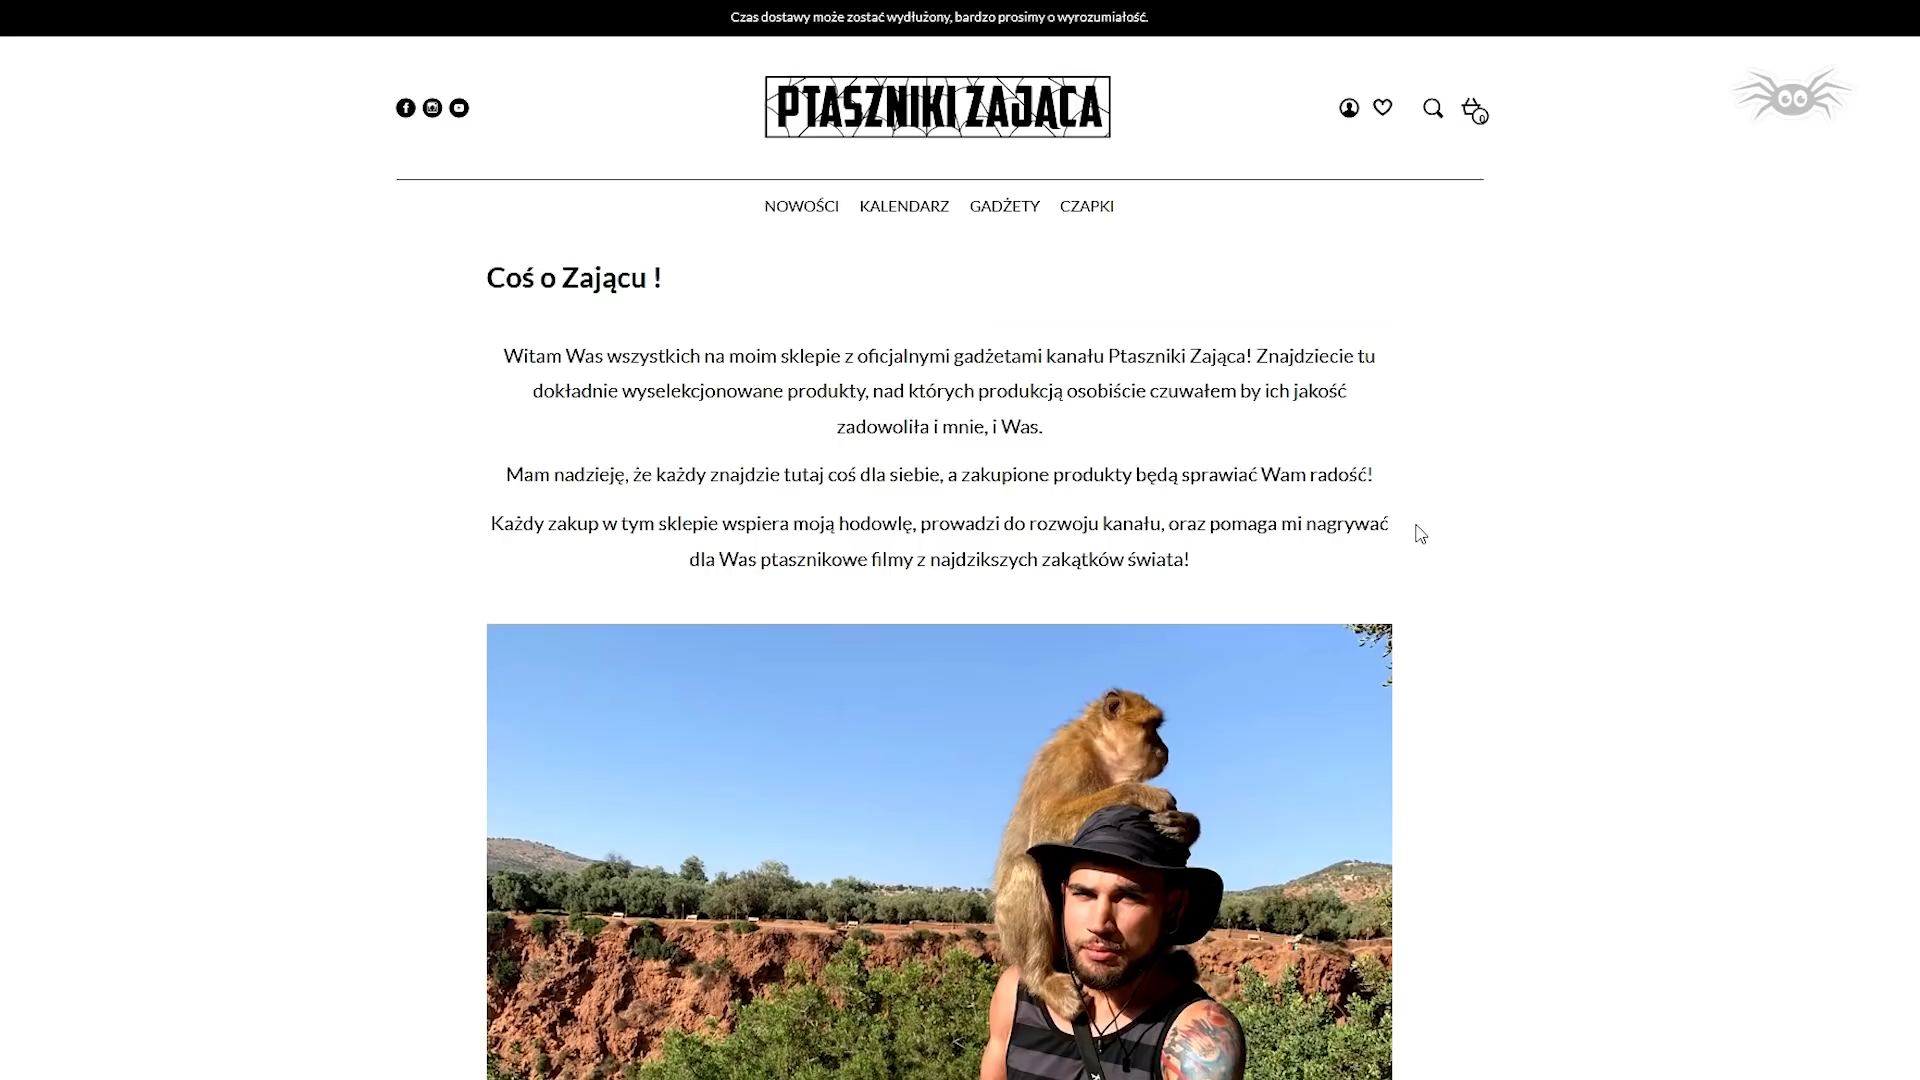 Czas dostawy może zostać wydłużony, bardzo prosimy o wyrozumiałość.
PTASZNIKI ZAJĄCA
0
NOWOŚCI KALENDARZ GADŻETY CZAPKI
Coś o Zającu !
Witam Was wszystkich na moim sklepie z oficjalnymi gadżetami kanału Ptaszniki Zająca! Znajdziecie tu
dokładnie wyselekcjonowane produkty, nad których produkcją osobiście czuwałem by ich jakość
zadowoliła i mnie, i Was.
Mam nadzieję, że każdy znajdzie tutaj coś dla siebie, a zakupione produkty będą sprawiać Wam radość!
Każdy zakup w tym sklepie wspiera moją hodowlę, prowadzi do rozwoju kanału, oraz pomaga mi nagrywać
dla Was ptasznikowe filmy z najdzikszych zakątków świata!